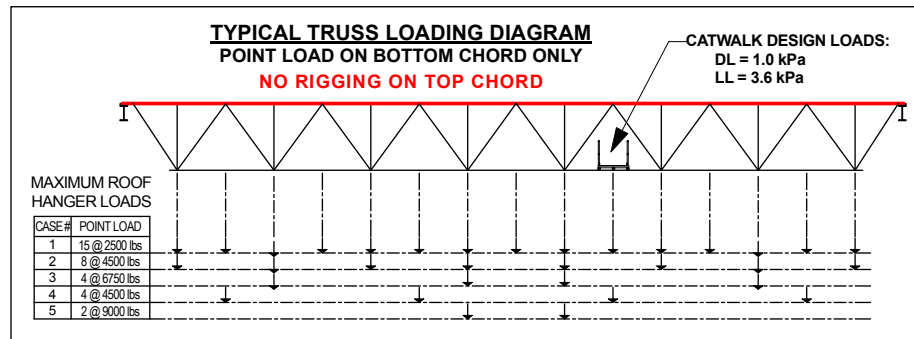 TYPICAL TRUSS LOADING DIAGRAM
POINT LOAD ON BOTTOM CHORD ONLY
NO RIGGING ON TOP CHORD
CATWALK DESIGN LOADS:
DL = 1.0 kPa
LL = 3.6 kPa
MAXIMUM ROOF
HANGER LOADS
CASE # POINT LOAD
1 15 @ 2500 lbs
2 8 @ 4500 lbs
3 4 @ 6750 lbs
4 4 @ 4500 lbs
5 2 @ 9000 lbs